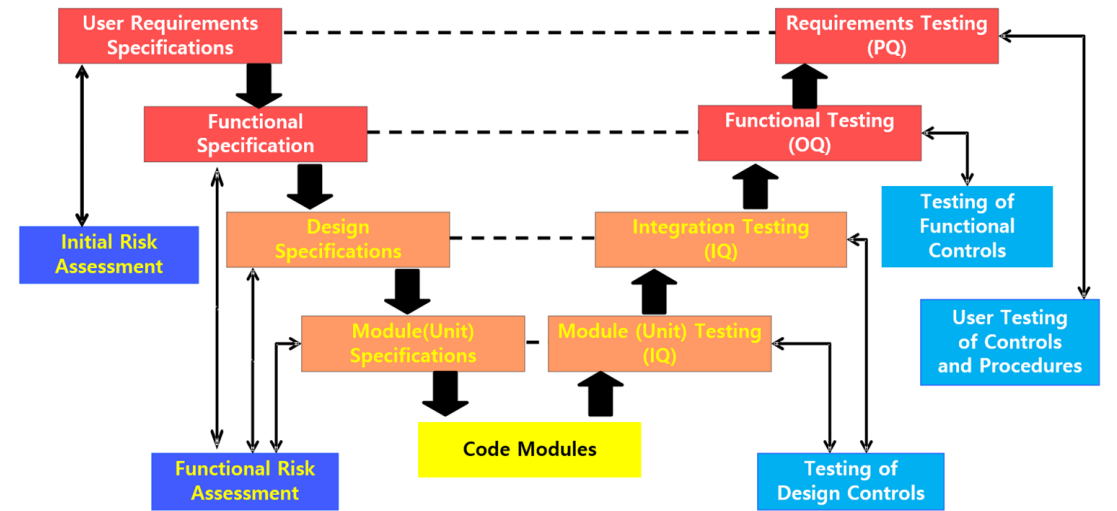 User Requirements
Specifications
Requirements Testing
(PQ)
Functional
Specification
Functional Testing
(OQ)
Testing of
Functional
Controls
Design
Specifications
Integration Testing
(IQ)
Initial Risk
Assessment
Module(Unit)
Specifications
Module (Unit) Testing
(IQ)
User Testing
of Controls
and Procedures
Code Modules
Functional Risk
Assessment
Testing of
Design Controls